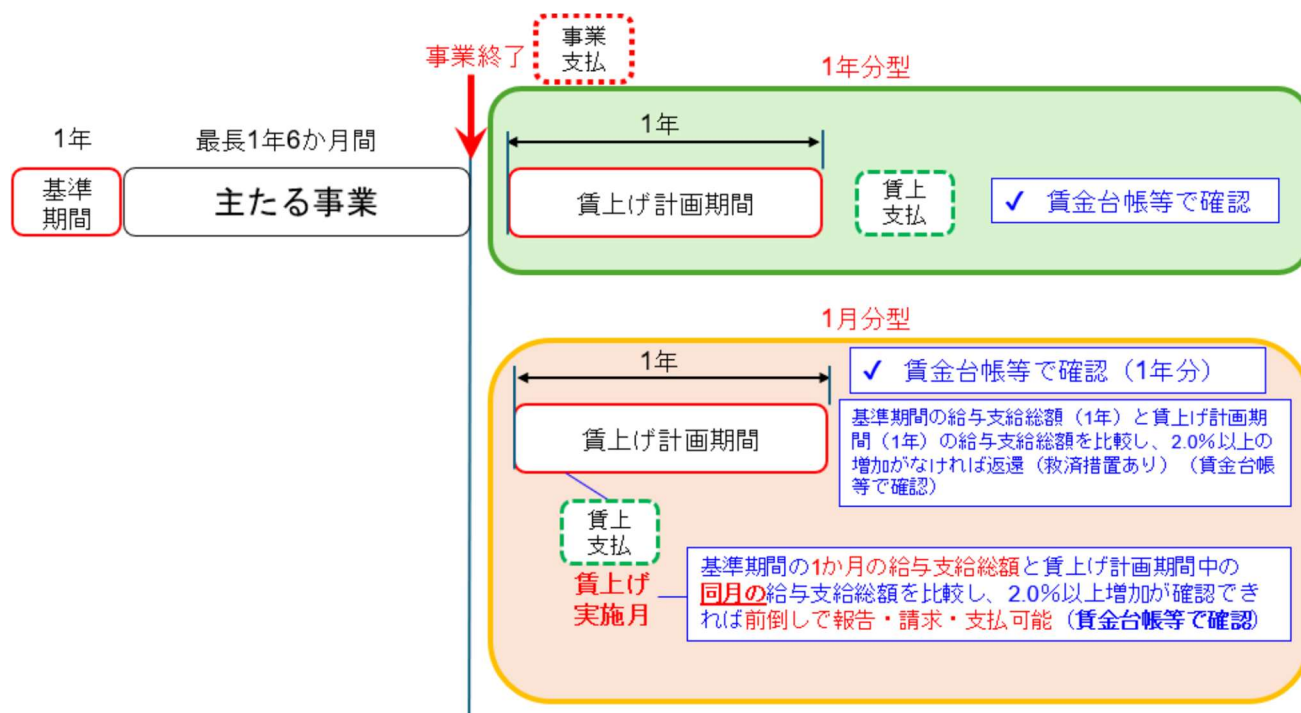 事業終了
事業
支払
1年分型
1年
最長1年6か月間
1年
基準
期間
主たる事業
賃上げ計画期間
賃上
支払
✓ 賃金台帳等で確認
1月分型
1年
✓ 賃金台帳等で確認（1年分）
賃上げ計画期間
基準期間の給与支給総額（1年）と賃上げ計画期
間（1年）の給与支給総額を比較し、2.0%以上の
増加がなければ返還（救済措置あり）（賃金台帳
等で確認）
賃上
支払
賃上げ
実施月
基準期間の1か月の給与支給総額と賃上げ計画期間中の
同月の給与支給総額を比較し、2.0%以上増加が確認でき
れば前倒しで報告・請求・支払可能（賃金台帳等で確認）